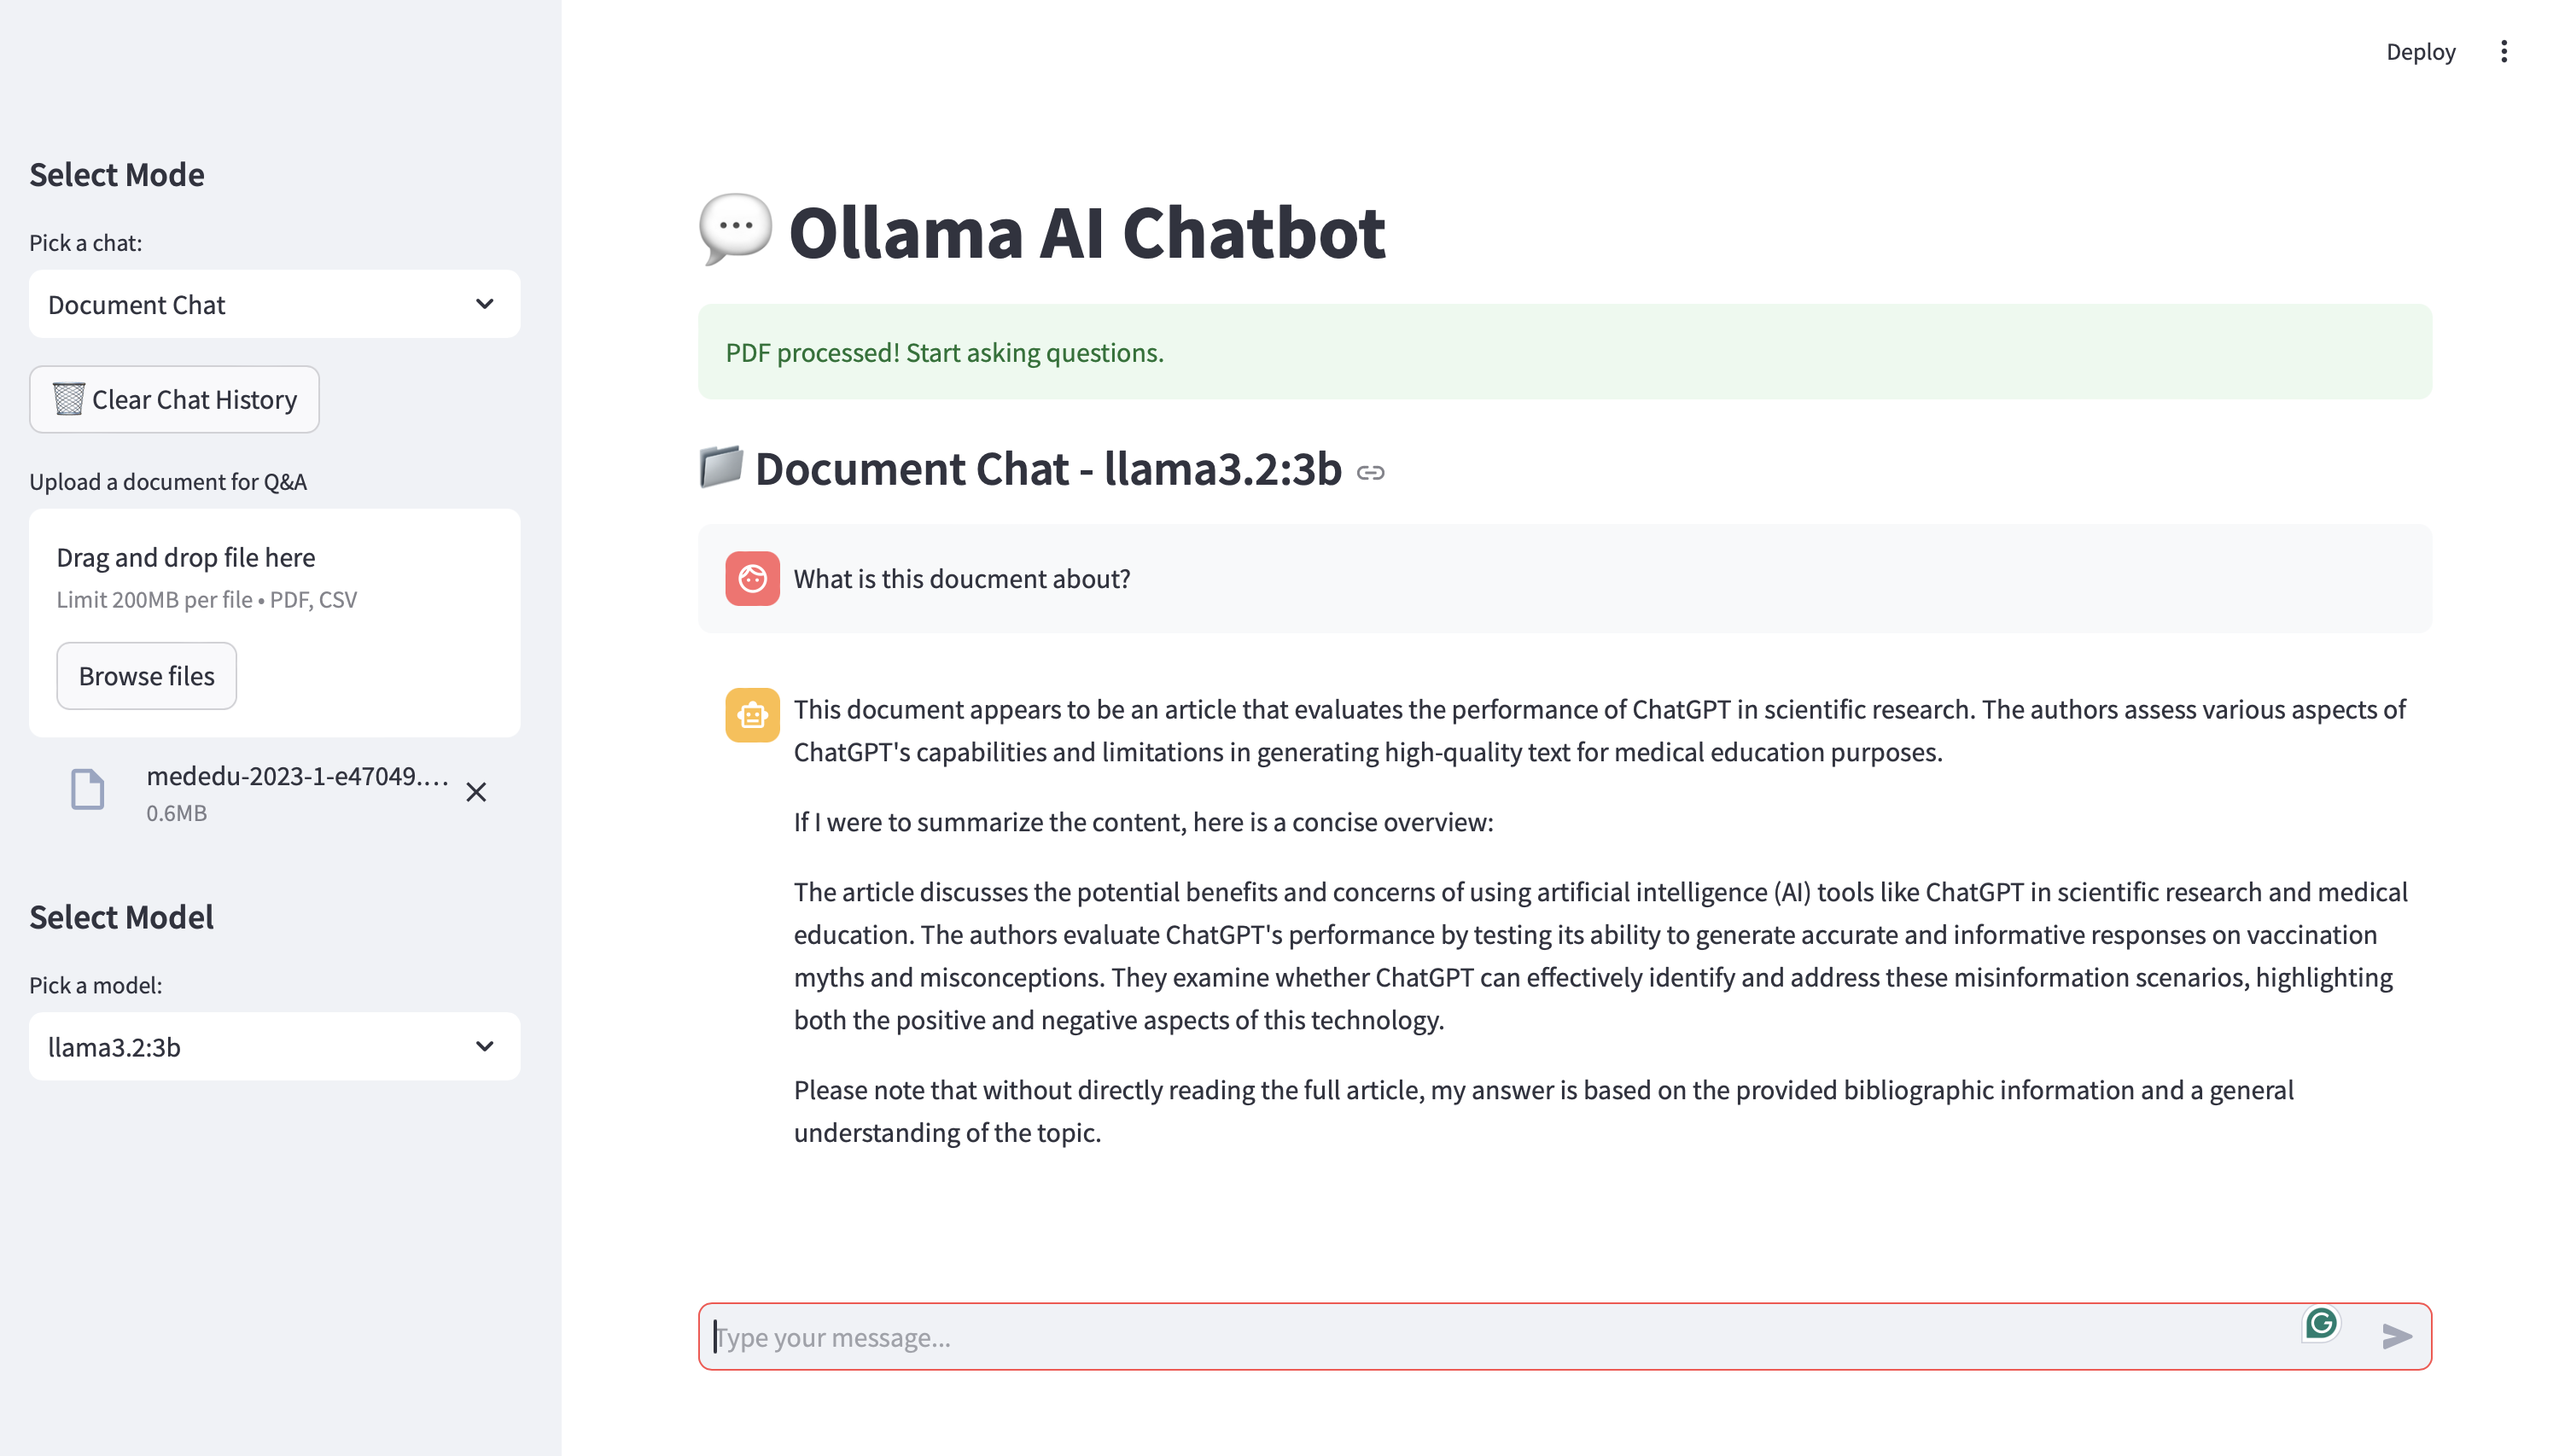 Deploy
Select Mode
Pick a chat:
Document Chat
Clear Chat History
Upload a document for Q&A
Drag and drop file here
Limit 200MB per file • PDF, CSV
Browse files
mededu-2023-1-e47049....
0.6MB
Select Model
Pick a model:
llama3.2:3b
Ollama AI Chatbot
PDF processed! Start asking questions.
Document Chat - llama3.2:3b
What is this doucment about?
This document appears to be an article that evaluates the performance of ChatGPT in scientific research. The authors assess various aspects of
ChatGPT's capabilities and limitations in generating high-quality text for medical education purposes.
If I were to summarize the content, here is a concise overview:
The article discusses the potential benefits and concerns of using artificial intelligence (AI) tools like ChatGPT in scientific research and medical
education. The authors evaluate ChatGPT's performance by testing its ability to generate accurate and informative responses on vaccination
myths and misconceptions. They examine whether ChatGPT can effectively identify and address these misinformation scenarios, highlighting
both the positive and negative aspects of this technology.
Please note that without directly reading the full article, my answer is based on the provided bibliographic information and a general
understanding of the topic.
Type your message...